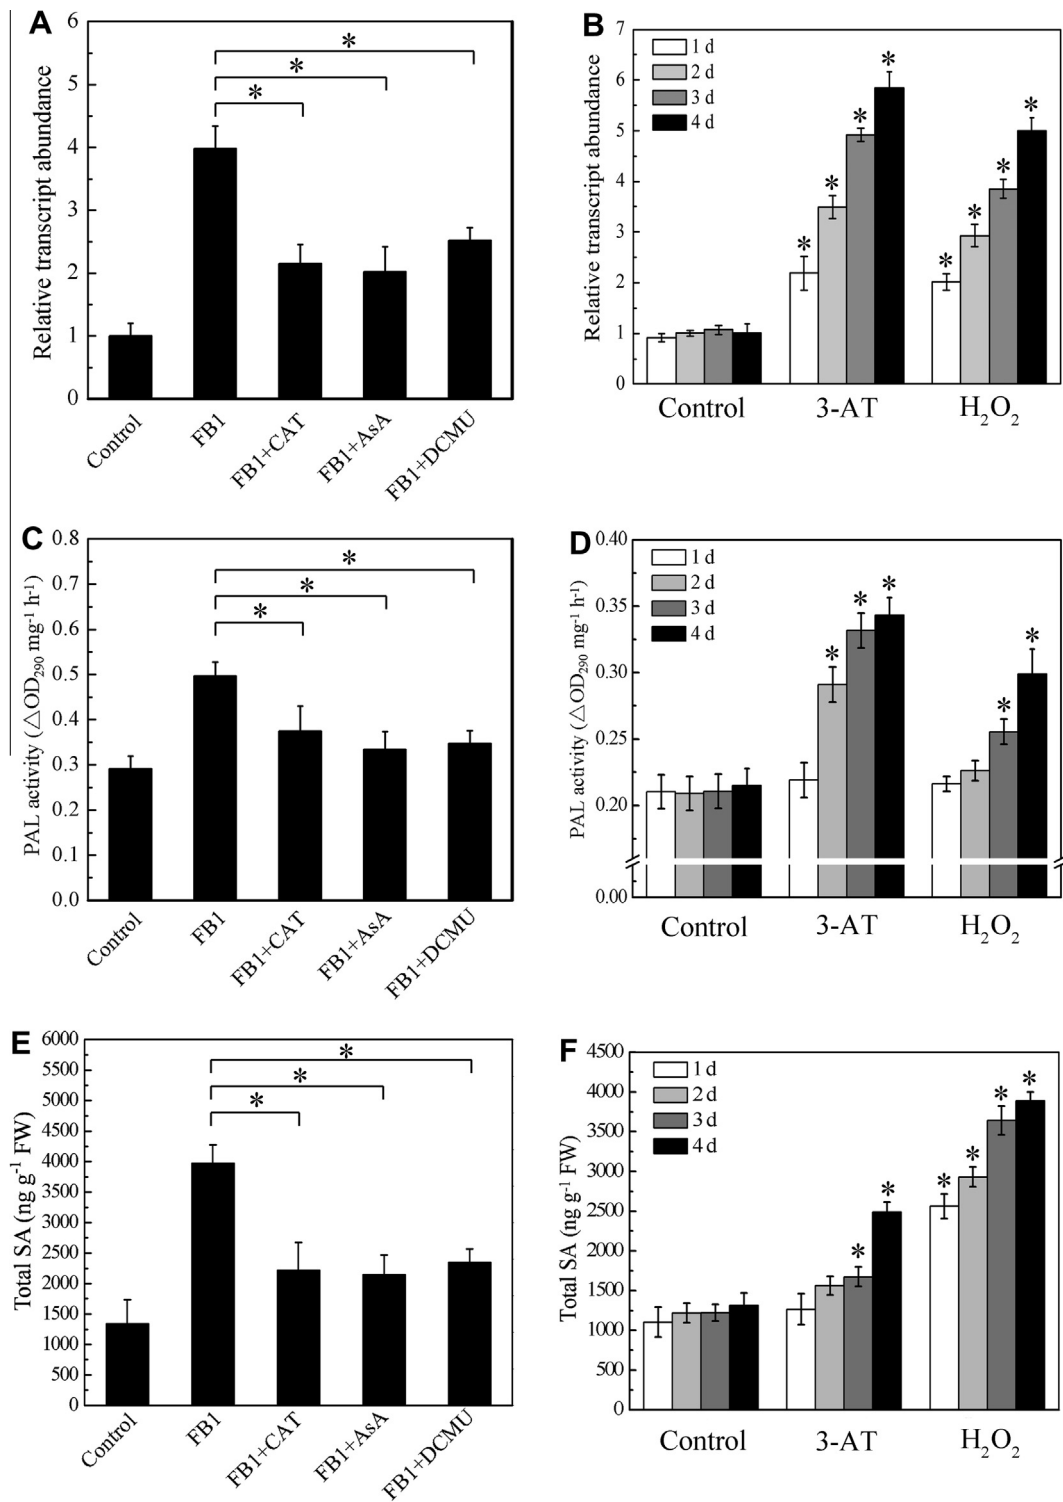 A
Relative transcript abundance
6
5
4
3
2
1
0
*
*
*
Control
FB1
FB1+CAT
FB1+AsA
FB1+DCMU
B
Relative transcript abundance
7
6
5
4
3
2
1
0
1 d
2 d
3 d
4 d
* * * *
* * * *
Control
3-AT
H₂O₂
C
PAL activity (△OD₂₉₀ mg⁻¹ h⁻¹)
0.8
0.7
0.6
0.5
0.4
0.3
0.2
0.1
0.0
*
*
*
Control
FB1
FB1+CAT
FB1+AsA
FB1+DCMU
D
PAL activity (△OD₂₉₀ mg⁻¹ h⁻¹)
0.40
0.35
0.30
0.25
0.20
0.00
1 d
2 d
3 d
4 d
* * *
* *
Control
3-AT
H₂O₂
E
Total SA (ng g⁻¹ FW)
6000
5500
5000
4500
4000
3500
3000
2500
2000
1500
1000
500
0
*
*
*
Control
FB1
FB1+CAT
FB1+AsA
FB1+DCMU
F
Total SA (ng g⁻¹ FW)
4500
4000
3500
3000
2500
2000
1500
1000
500
0
1 d
2 d
3 d
4 d
* *
* * * *
Control
3-AT
H₂O₂